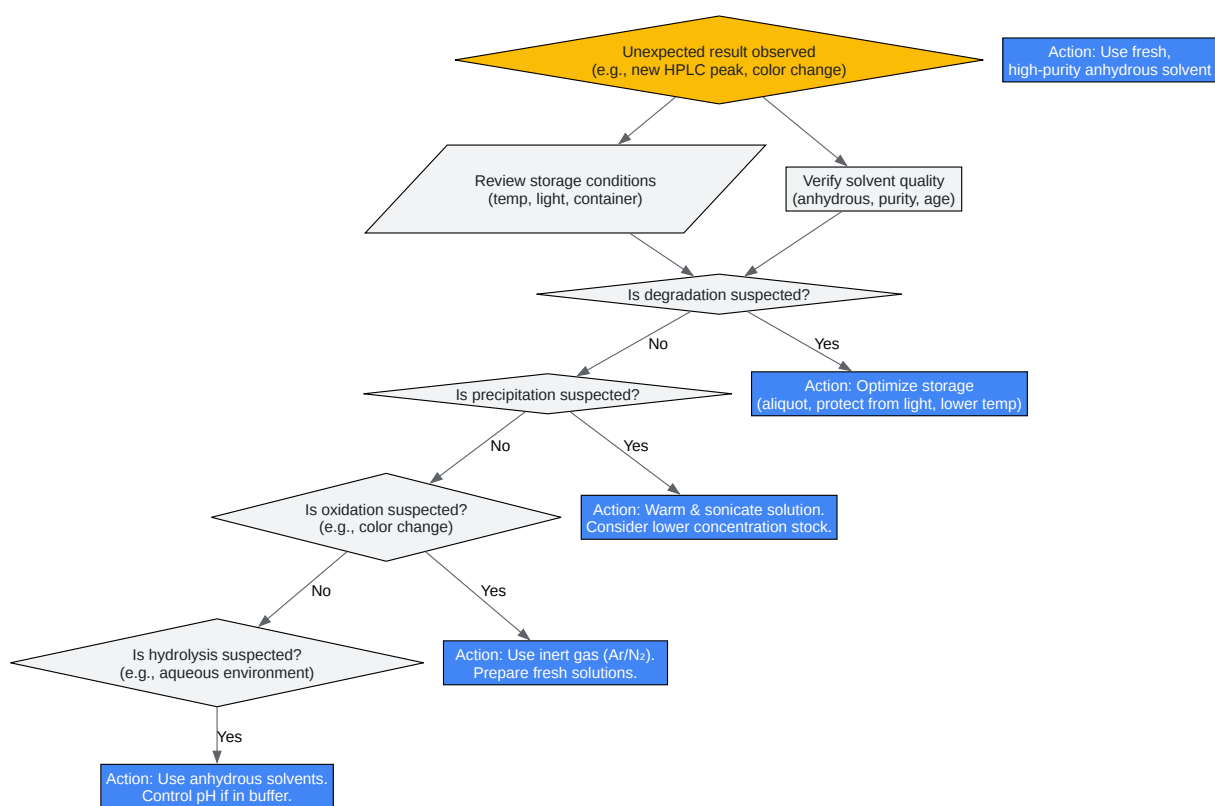 Unexpected result observed
(e.g., new HPLC peak, color change)
Action: Use fresh,
high-purity anhydrous solvent
Review storage conditions
(temp, light, container)
Verify solvent quality
(anhydrous, purity, age)
Is degradation suspected?
No
Yes
Is precipitation suspected?
Action: Optimize storage
(aliquot, protect from light, lower temp)
No
Yes
Is oxidation suspected?
(e.g., color change)
Action: Warm & sonicate solution.
Consider lower concentration stock.
No
Yes
Is hydrolysis suspected?
(e.g., aqueous environment)
Action: Use inert gas (Ar/N₂).
Prepare fresh solutions.
Yes
Action: Use anhydrous solvents.
Control pH if in buffer.